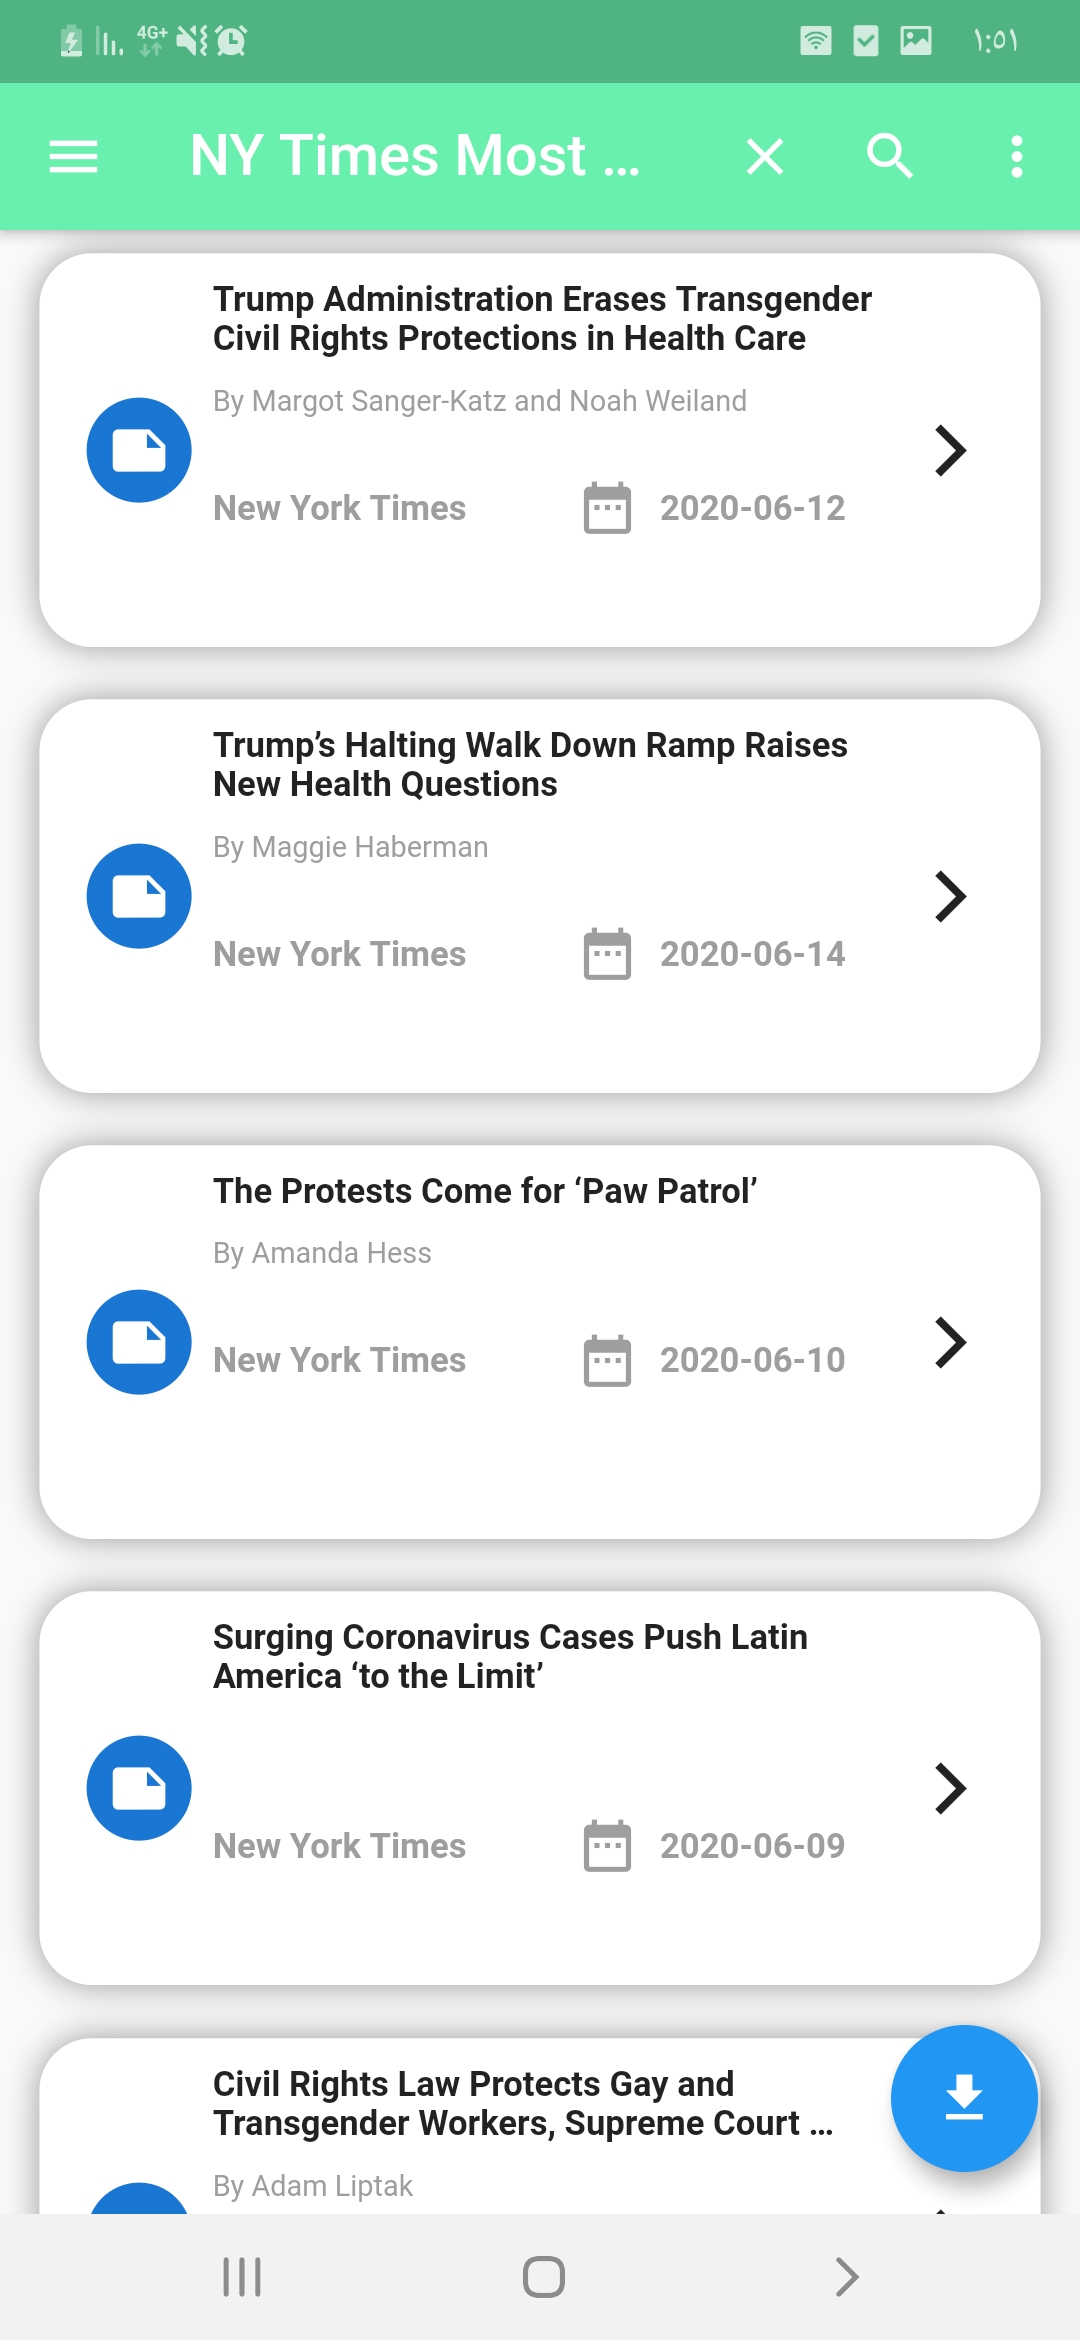 4G+
١:٥١
NY Times Most ...
Trump Administration Erases Transgender
Civil Rights Protections in Health Care
By Margot Sanger-Katz and Noah Weiland
New York Times
2020-06-12
Trump’s Halting Walk Down Ramp Raises
New Health Questions
By Maggie Haberman
New York Times
2020-06-14
The Protests Come for ‘Paw Patrol’
By Amanda Hess
New York Times
2020-06-10
Surging Coronavirus Cases Push Latin
America ‘to the Limit’
New York Times
2020-06-09
Civil Rights Law Protects Gay and
Transgender Workers, Supreme Court ...
By Adam Liptak